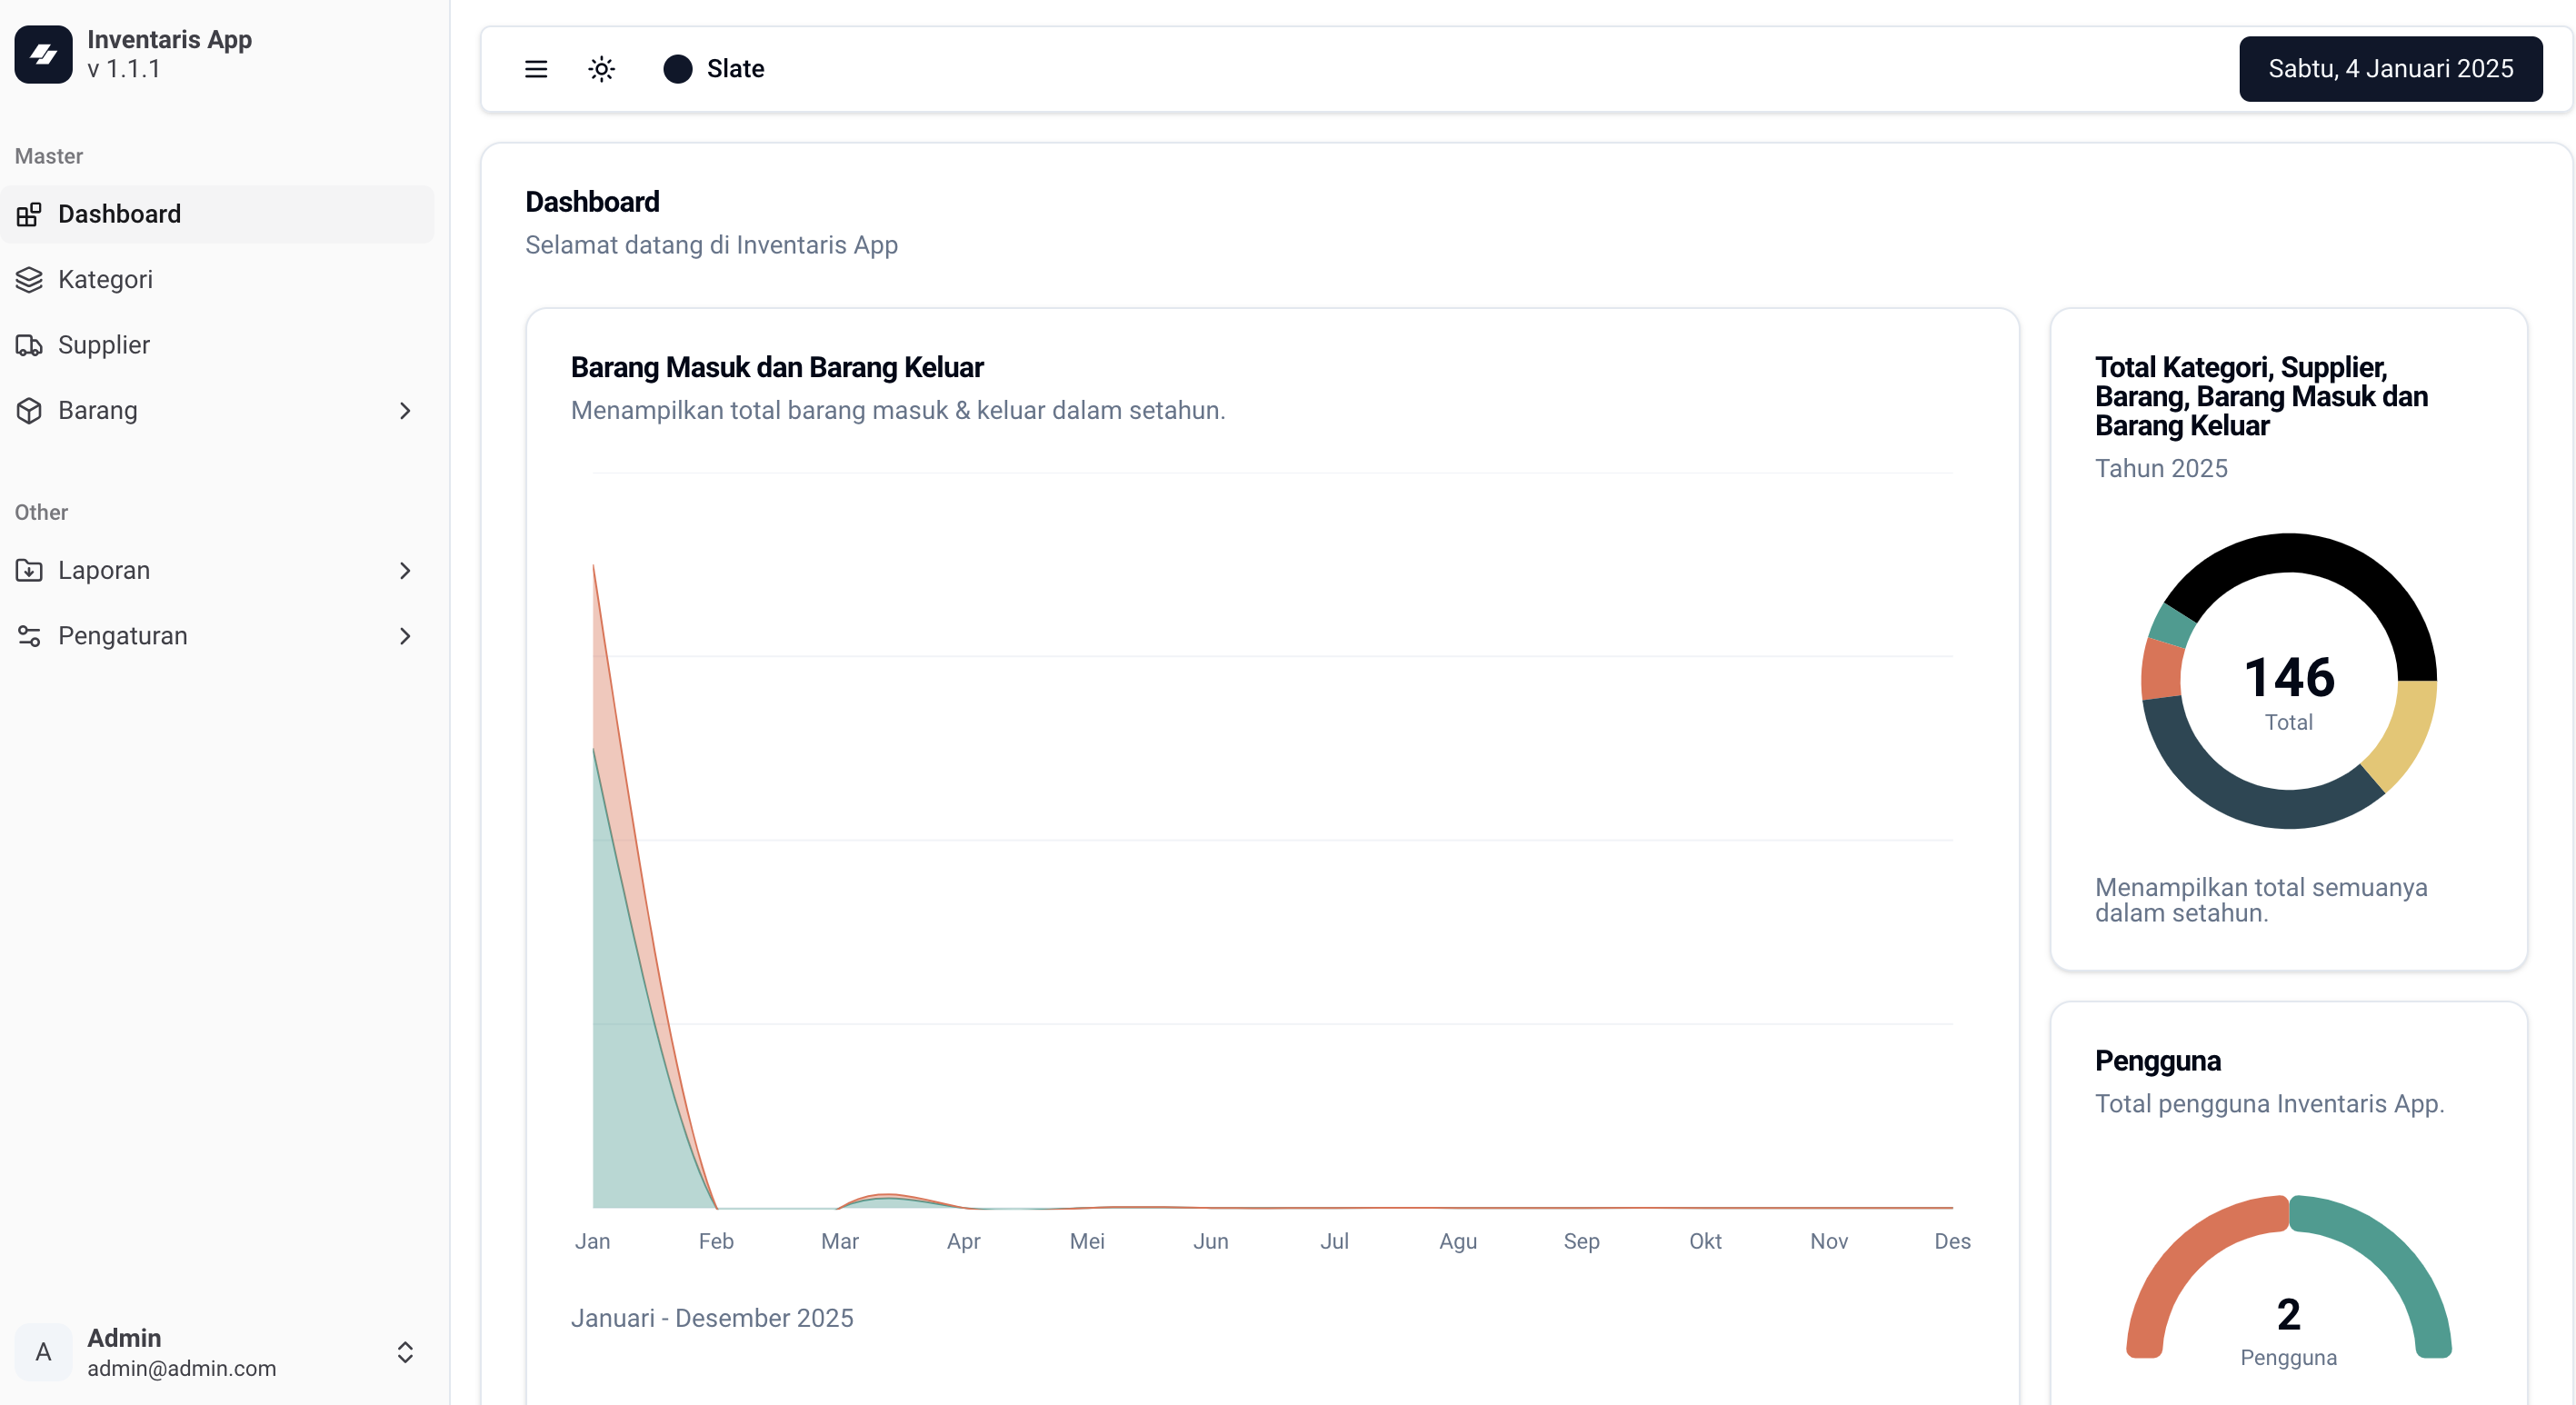 Inventaris App
v 1.1.1
Master
Dashboard
Kategori
Supplier
Barang
Other
Laporan
Pengaturan
A
Admin
admin@admin.com
Slate
Sabtu, 4 Januari 2025
Dashboard
Selamat datang di Inventaris App
Barang Masuk dan Barang Keluar
Menampilkan total barang masuk & keluar dalam setahun.
Jan Feb Mar Apr Mei Jun Jul Agu Sep Okt Nov Des
Januari - Desember 2025
Total Kategori, Supplier,
Barang, Barang Masuk dan
Barang Keluar
Tahun 2025
146
Total
Menampilkan total semuanya
dalam setahun.
Pengguna
Total pengguna Inventaris App.
2
Pengguna